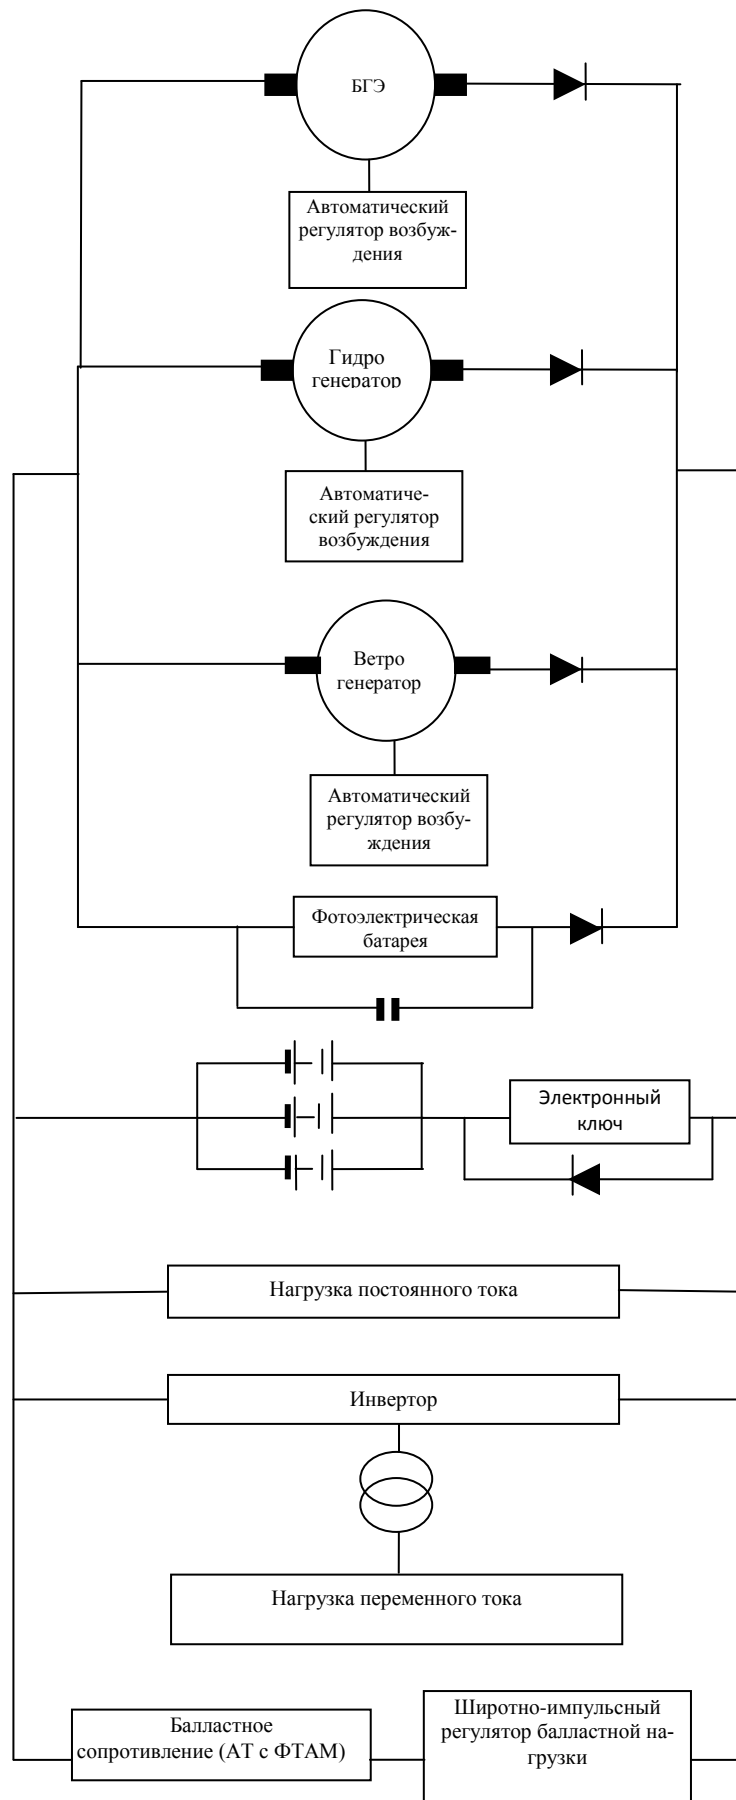 БГЭ
Автоматический
регулятор возбуж-
дения
Гидро
генератор
Автоматиче-
ский регулятор
возбуждения
Ветро
генератор
Автоматический
регулятор возбу-
ждения
Фотоэлектрическая
батарея
Электронный
ключ
Нагрузка постоянного тока
Инвертор
Нагрузка переменного тока
Балластное
сопротивление (АТ с ФТАМ)
Широтно-импульсный
регулятор балластной на-
грузки